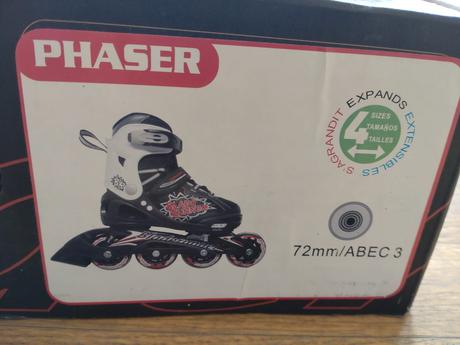 PHASER
EXPANDS
EXTENSIBLES
S'AGRANDIT
4
SIZES
TAMAÑOS
TAILLES
72mm/ABEC 3